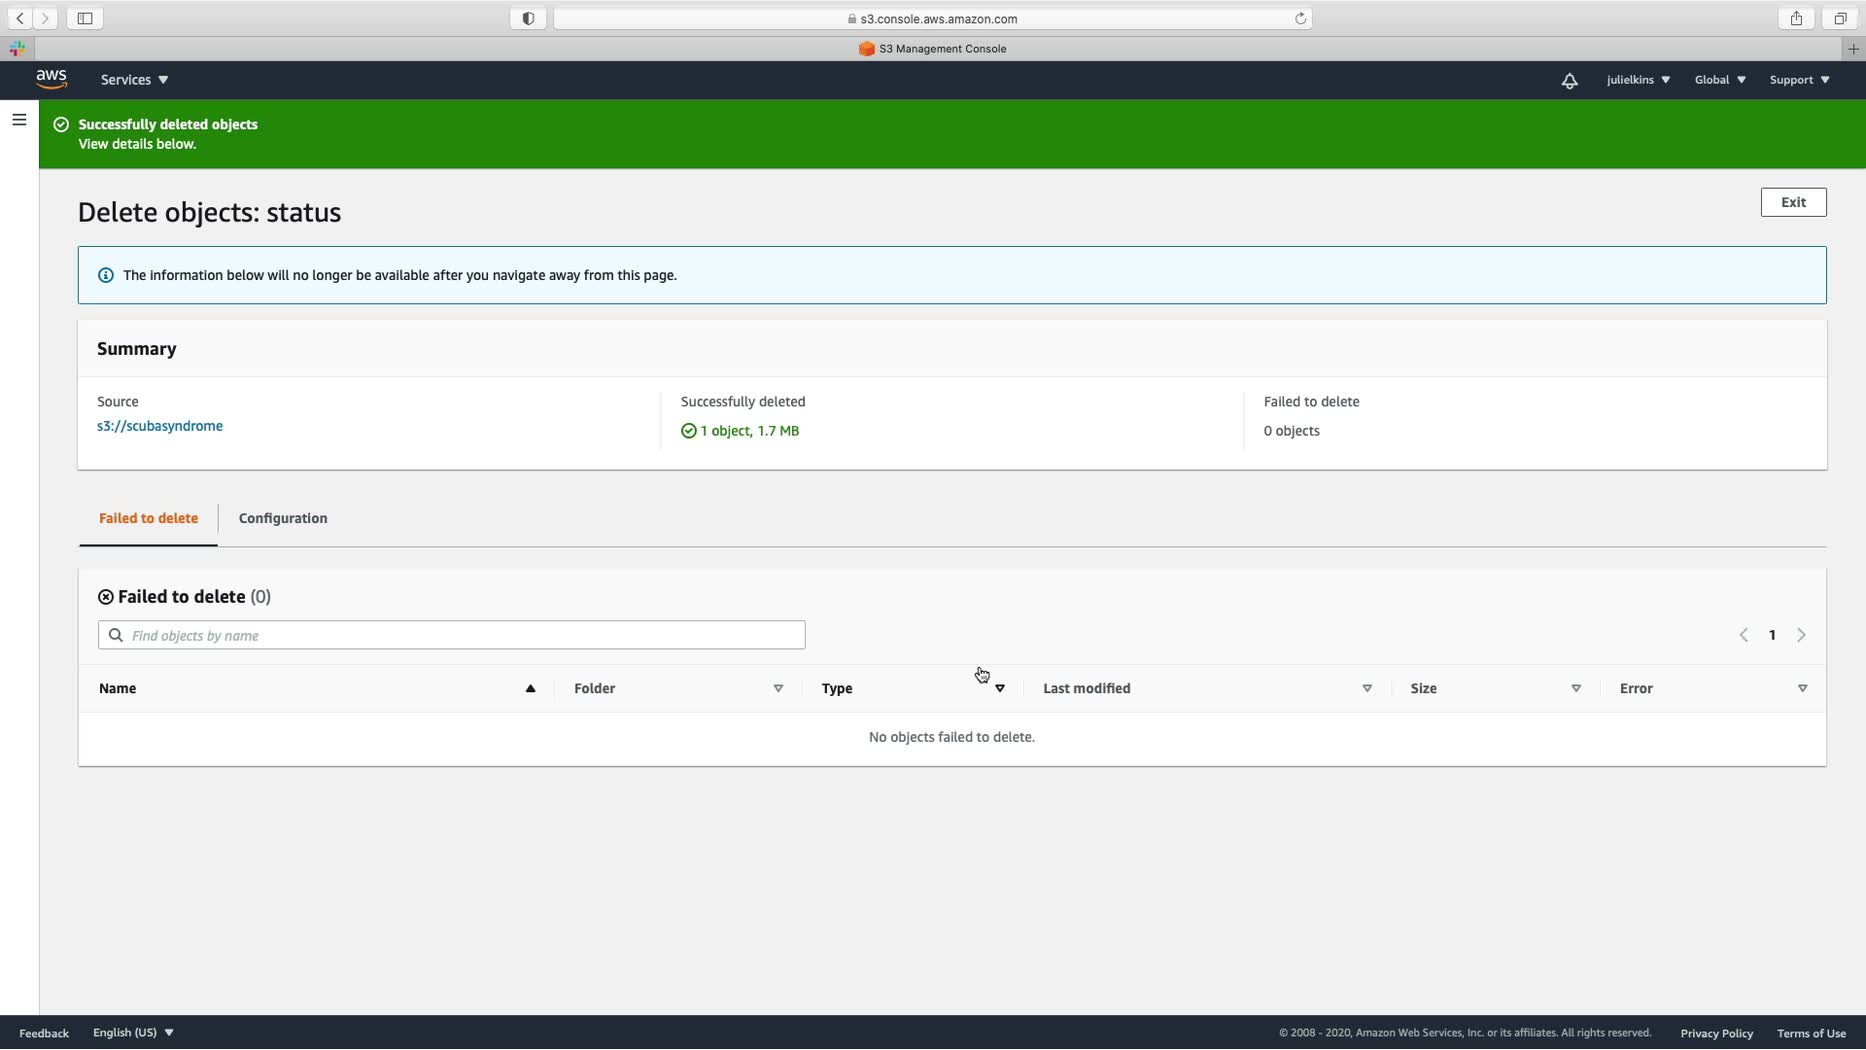 s3.console.aws.amazon.com
S3 Management Console
aws
Services
julielkins
Global
Support
Successfully deleted objects
View details below.
Delete objects: status
Exit
The information below will no longer be available after you navigate away from this page.
Summary
Source
Successfully deleted
Failed to delete
s3://scubasyndrome
1 object, 1.7 MB
0 objects
Failed to delete
Configuration
Failed to delete (0)
Find objects by name
1
Name
Folder
Type
Last modified
Size
Error
No objects failed to delete.
Feedback
English (US)
© 2008 - 2020, Amazon Web Services, Inc. or its affiliates. All rights reserved.
Privacy Policy
Terms of Use